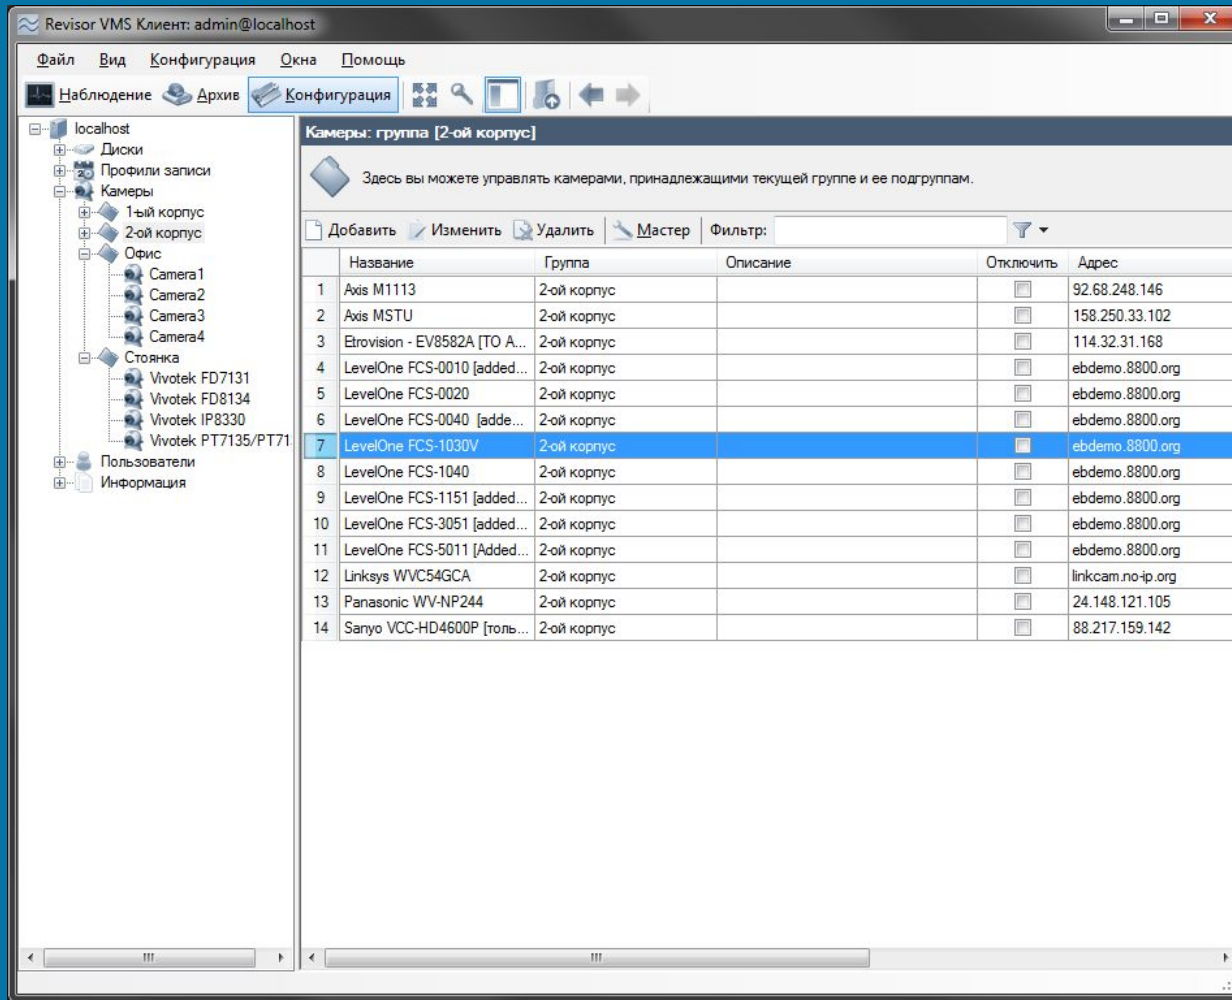 Revisor VMS Клиент: admin@localhost
Файл Вид Конфигурация Окна Помощь
Наблюдение Архив Конфигурация
localhost
Диски
Профили записи
Камеры
1-ый корпус
2-ой корпус
Офис
Camera1
Camera2
Camera3
Camera4
Стоянка
Vivotek FD7131
Vivotek FD8134
Vivotek IP8330
Vivotek PT7135/PT71
Пользователи
Информация
Камеры: группа [2-ой корпус]
Здесь вы можете управлять камерами, принадлежащими текущей группе и ее подгруппам.
Добавить Изменить Удалить Мастер Фильтр:
Название Группа Описание Отключить Адрес
1 Axis M1113 2-ой корпус 92.68.248.146
2 Axis MSTU 2-ой корпус 158.250.33.102
3 Etrovision - EV8582A [TO A... 2-ой корпус 114.32.31.168
4 LevelOne FCS-0010 [added... 2-ой корпус ebdemo.8800.org
5 LevelOne FCS-0020 2-ой корпус ebdemo.8800.org
6 LevelOne FCS-0040 [adde... 2-ой корпус ebdemo.8800.org
7 LevelOne FCS-1030V 2-ой корпус ebdemo.8800.org
8 LevelOne FCS-1040 2-ой корпус ebdemo.8800.org
9 LevelOne FCS-1151 [added... 2-ой корпус ebdemo.8800.org
10 LevelOne FCS-3051 [added... 2-ой корпус ebdemo.8800.org
11 LevelOne FCS-5011 [Added... 2-ой корпус ebdemo.8800.org
12 Linksys WVC54GCA 2-ой корпус linkcam.no-ip.org
13 Panasonic WV-NP244 2-ой корпус 24.148.121.105
14 Sanyo VCC-HD4600P [толь... 2-ой корпус 88.217.159.142